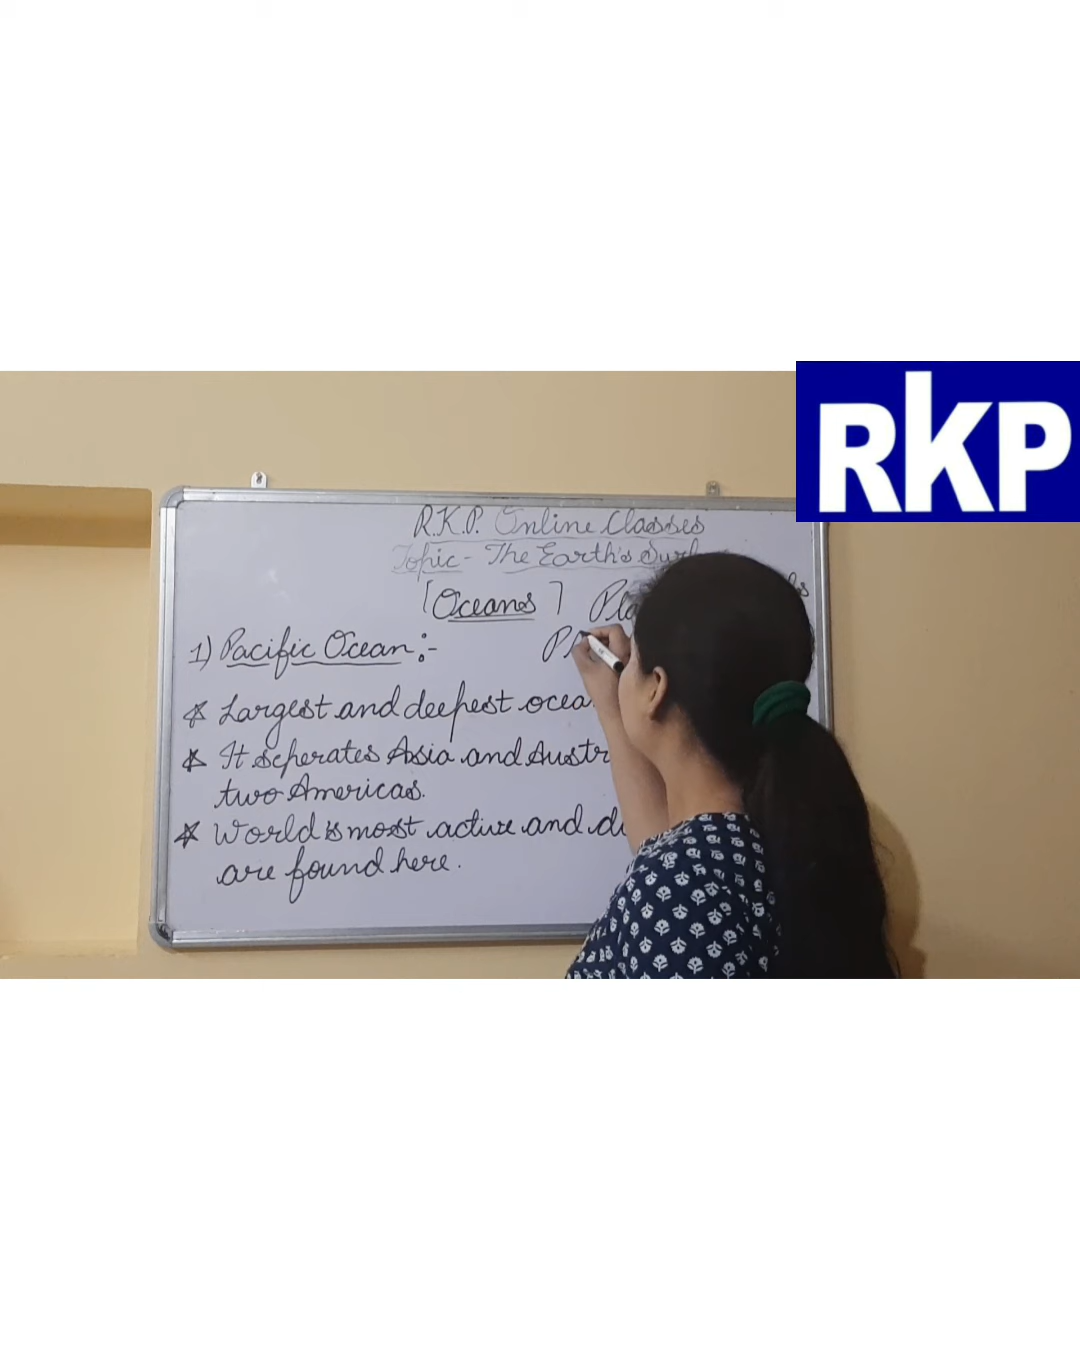 RKP
R.K.P. Online Classes
Topic- The Earth's
[Oceans]
1) Pacific Ocean :-
Largest and deepest
It seperates Asia and
two Americas.
World's most active and
are found here.